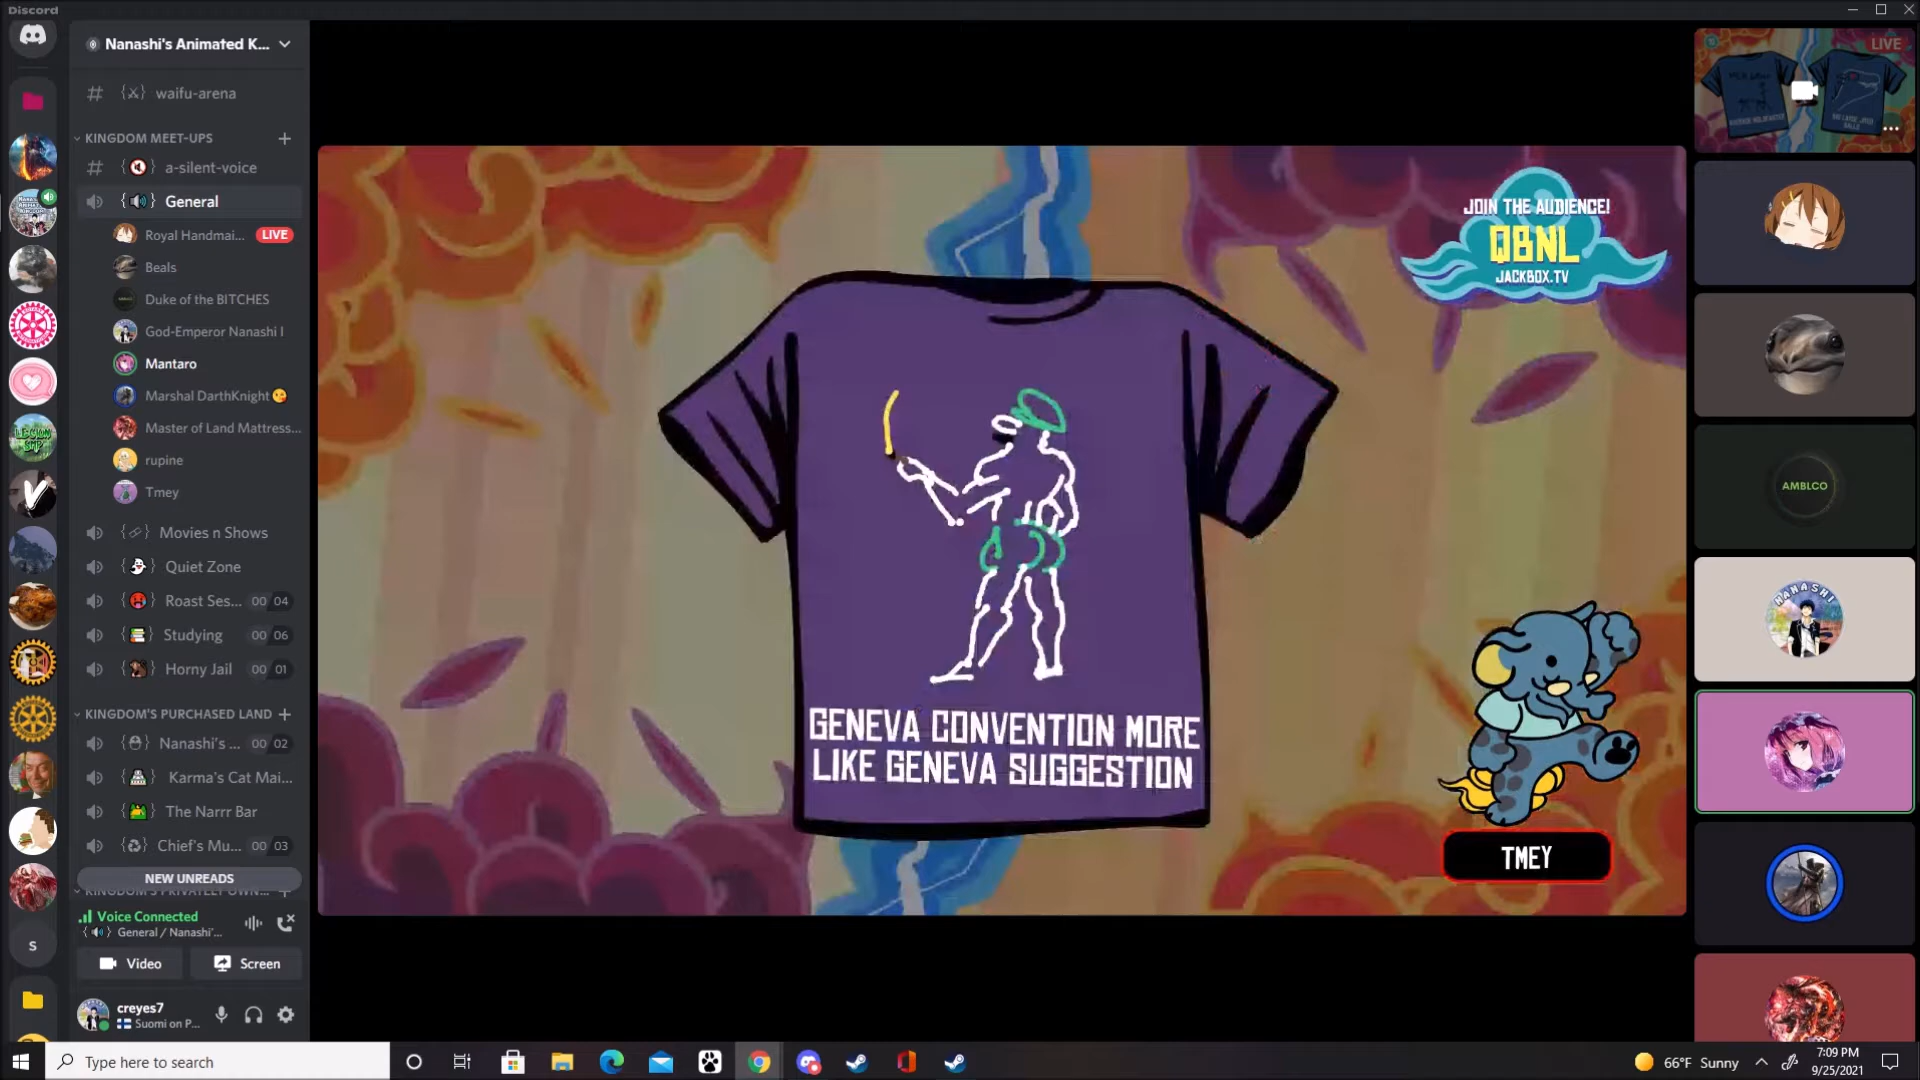 Discord
Nanashi's Animated K...
waifu-arena
KINGDOM MEET-UPS
a-silent-voice
General
Royal Handmai... LIVE
Beals
Duke of the BITCHES
God-Emperor Nanashi I
Mantaro
Marshal DarthKnight
Master of Land Mattress...
rupine
Tmey
Movies n Shows
Quiet Zone
Roast Ses... 00 04
Studying 00 06
Horny Jail 00 01
KINGDOM'S PURCHASED LAND
Nanashi's ... 00 02
Karma's Cat Mai...
The Narrr Bar
Chief's Mu... 00 03
NEW UNREADS
Voice Connected
General / Nanashi'...
Video Screen
creyes7
Suomi on P...
S
JOIN THE AUDIENCE!
QBNL
JACKBOX.TV
GENEVA CONVENTION MORE
LIKE GENEVA SUGGESTION
TMEY
LIVE
AMBLCO
NANASHI
Type here to search
66°F Sunny
7:09 PM
9/25/2021